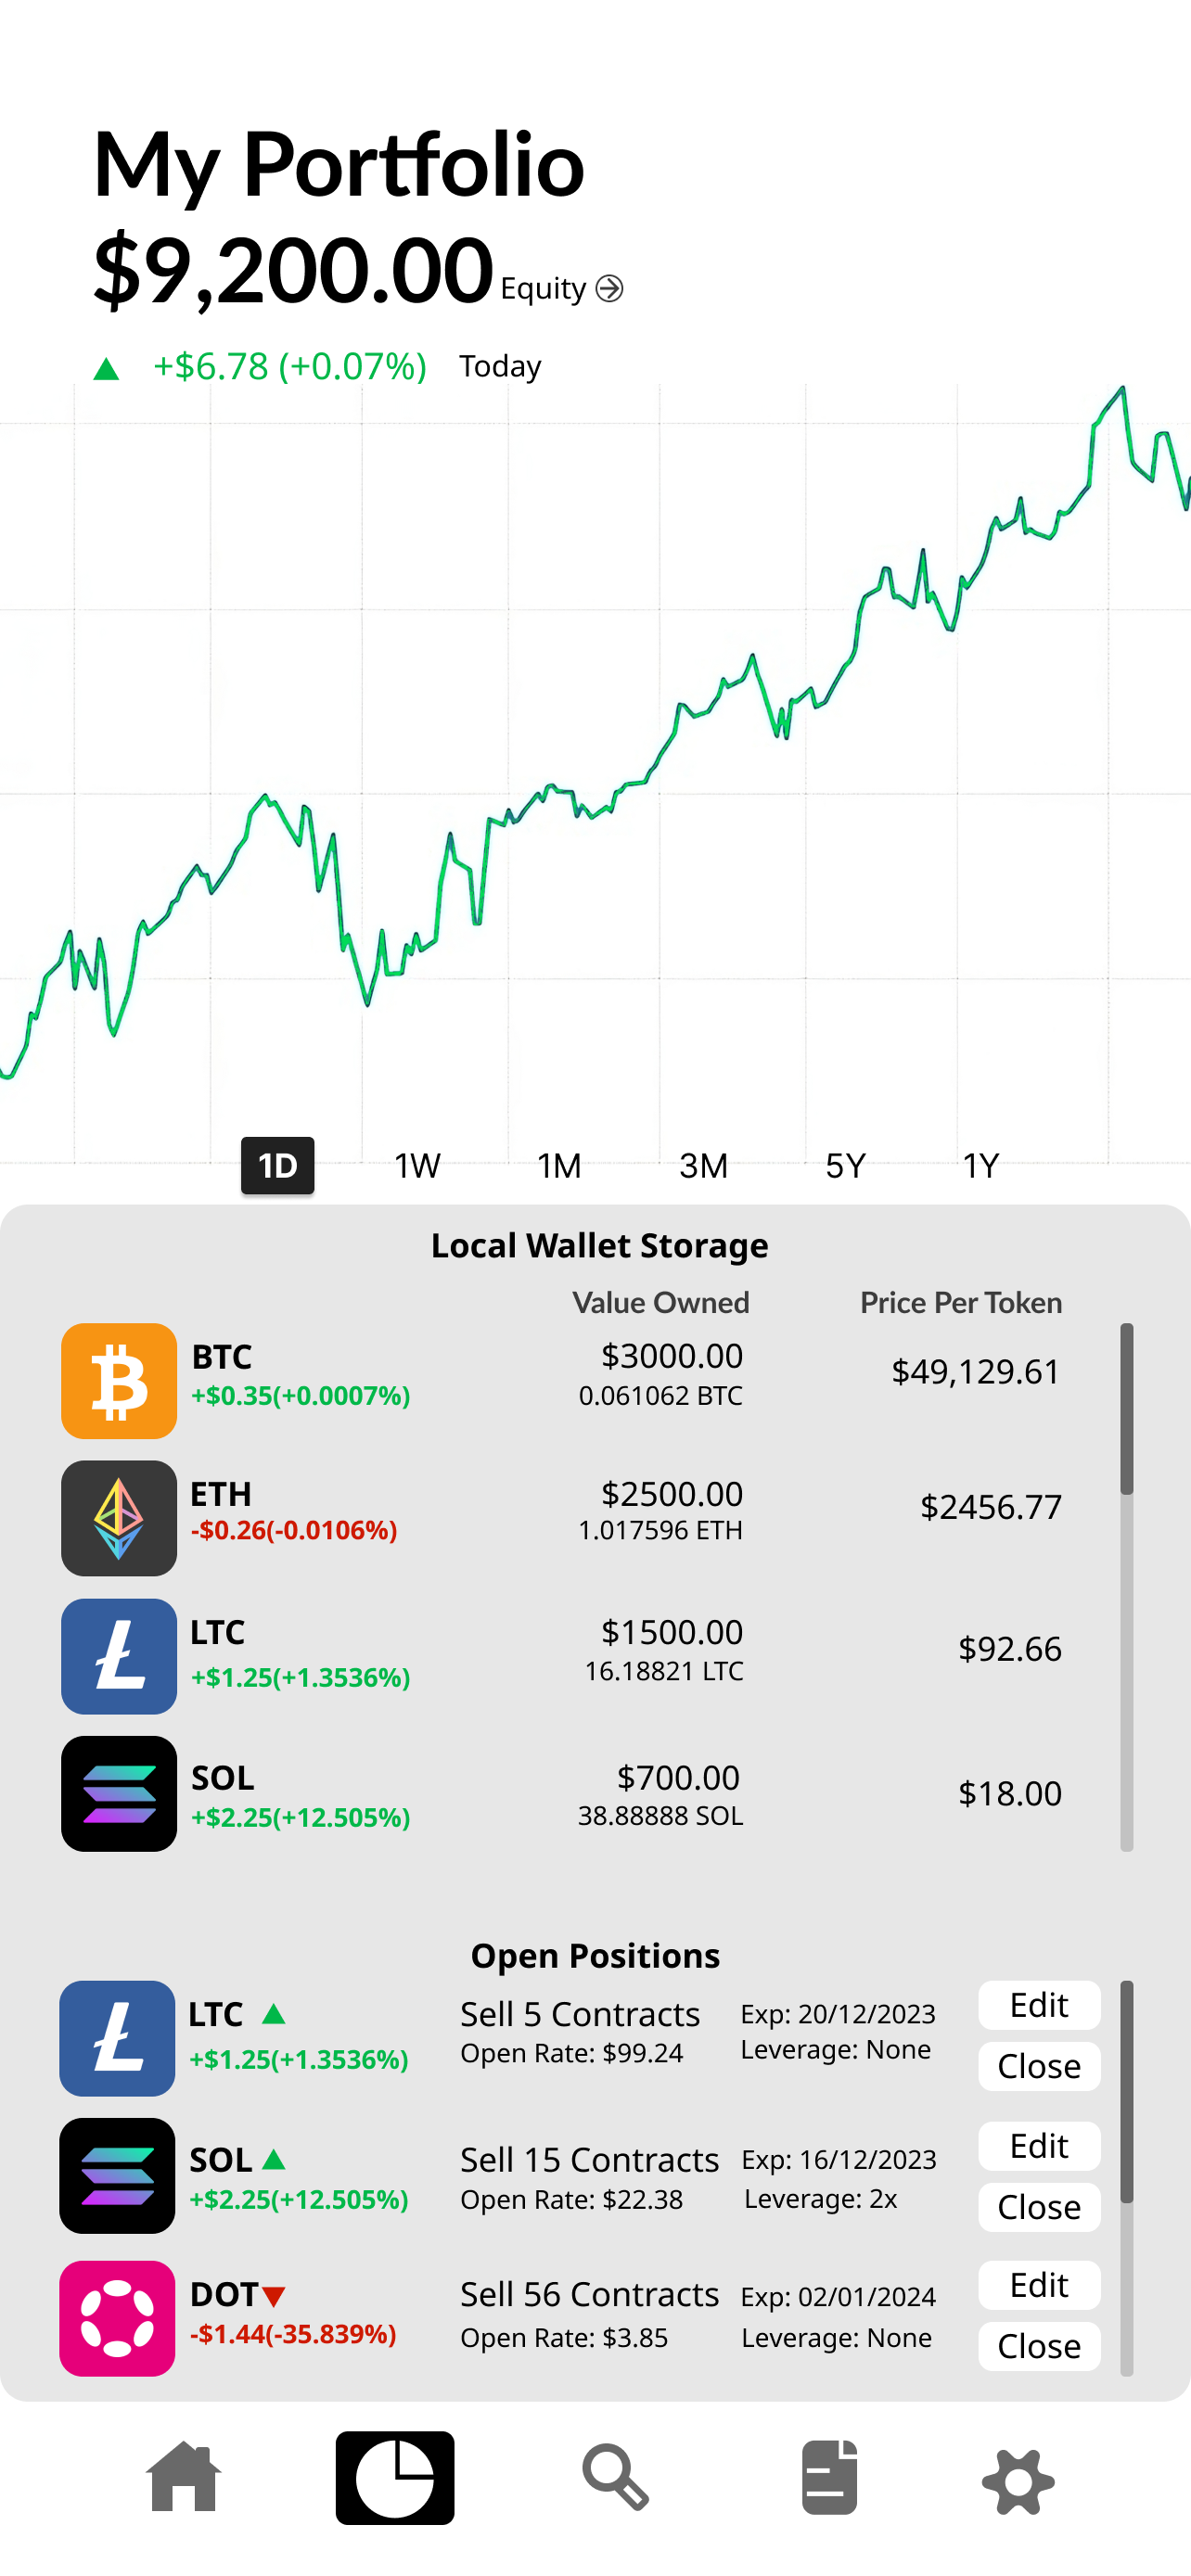 My Portfolio
$9,200.00 Equity
+$6.78 (+0.07%) Today
1D 1W 1M 3M 5Y 1Y
Local Wallet Storage
Value Owned Price Per Token
BTC $3000.00 $49,129.61
+$0.35(+0.0007%) 0.061062 BTC
ETH $2500.00 $2456.77
-$0.26(-0.0106%) 1.017596 ETH
LTC $1500.00 $92.66
+$1.25(+1.3536%) 16.18821 LTC
SOL $700.00 $18.00
+$2.25(+12.505%) 38.88888 SOL
Open Positions
LTC Sell 5 Contracts Exp: 20/12/2023 Edit
+$1.25(+1.3536%) Open Rate: $99.24 Leverage: None Close
SOL Sell 15 Contracts Exp: 16/12/2023 Edit
+$2.25(+12.505%) Open Rate: $22.38 Leverage: 2x Close
DOT Sell 56 Contracts Exp: 02/01/2024 Edit
-$1.44(-35.839%) Open Rate: $3.85 Leverage: None Close